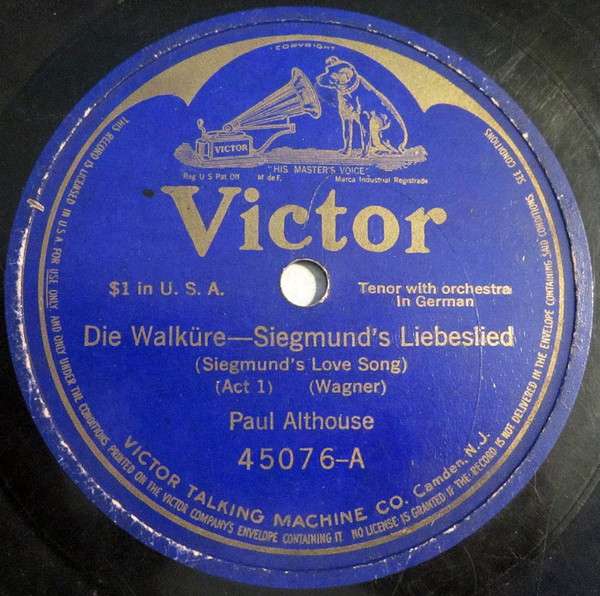 COPYRIGHT
VICTOR
"HIS MASTER'S VOICE"
Reg U S Pat Off M de F. Marca Industrial Registrada
Victor
$1 in U. S. A.
Tenor with orchestra
In German
Die Walküre—Siegmund's Liebeslied
(Siegmund's Love Song)
(Act 1) (Wagner)
Paul Althouse
45076-A
VICTOR TALKING MACHINE CO. Camden, N. J.
THIS RECORD IS LICENSED IN U.S.A. FOR USE ONLY AND ONLY UNDER THE CONDITIONS PRINTED ON THE VICTOR COMPANY'S ENVELOPE CONTAINING IT NO LICENSE IS GRANTED IF THE RECORD IS NOT DELIVERED IN THE ENVELOPE CONTAINING SAID CONDITIONS. SEE CONDITIONS